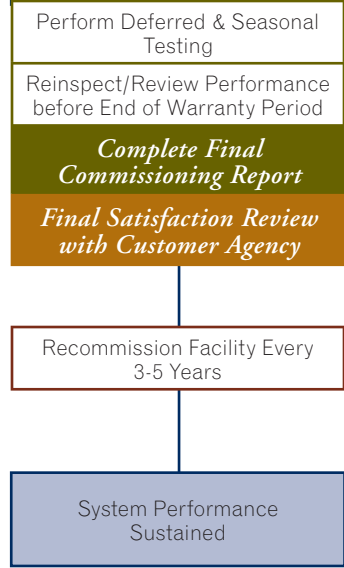 Perform Deferred & Seasonal
Testing
Reinspect/Review Performance
before End of Warranty Period
Complete Final
Commissioning Report
Final Satisfaction Review
with Customer Agency
Recommission Facility Every
3-5 Years
System Performance
Sustained